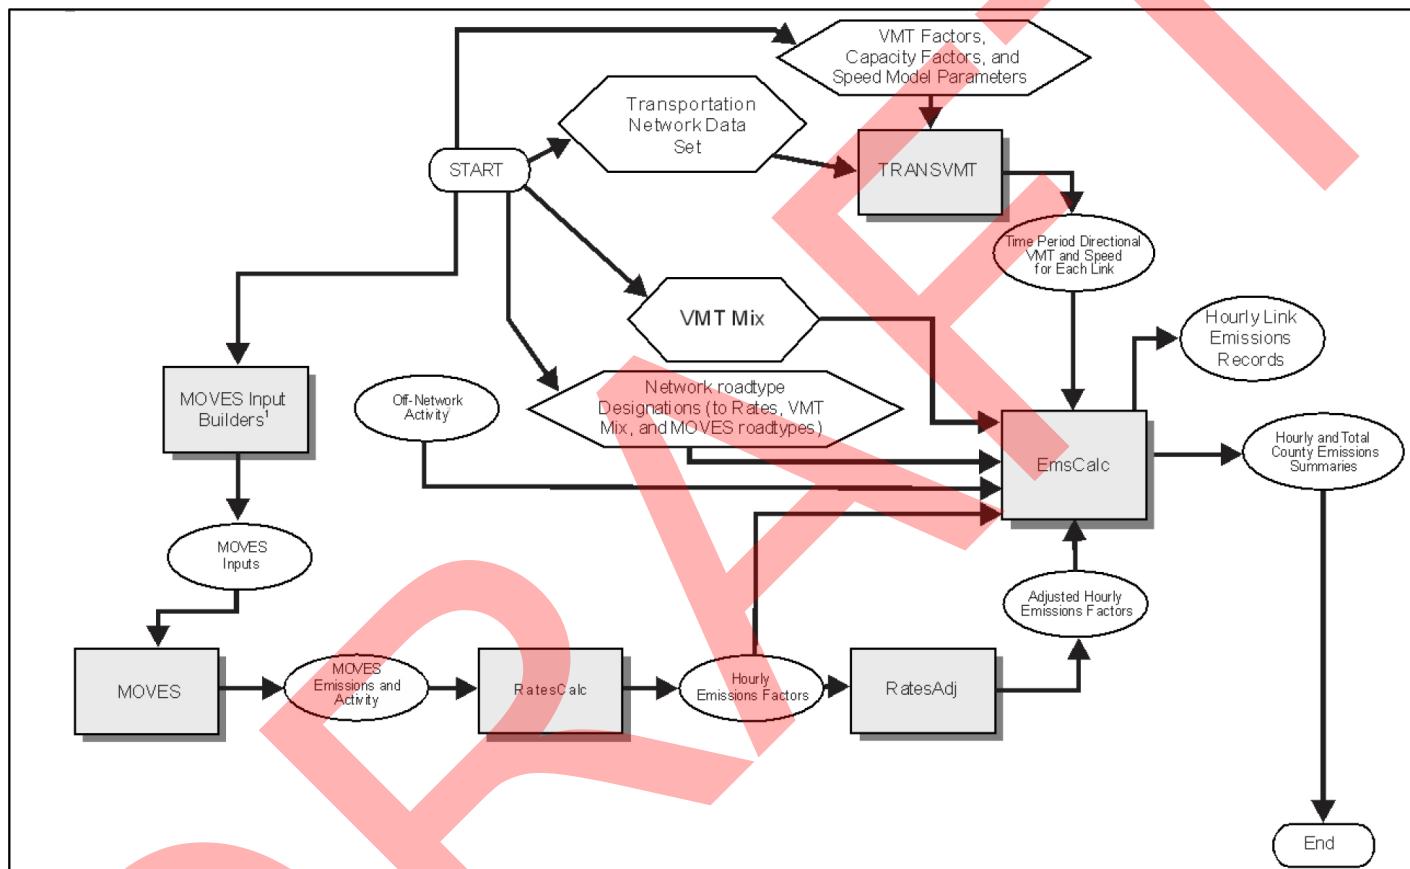 VMT Factors,
Capacity Factors, and
Speed Model Parameters
Transportation
Network Data
Set
START
TRANSVMT
Time Period Directional
VMT and Speed
for Each Link
VMT Mix
Hourly Link
Emissions
Records
MOVES Input
Builders¹
Off-Network
Activity
Network roadtype
Designations (to Rates, VMT
Mix, and MOVES roadtypes)
EmsCalc
Hourly and Total
County Emissions
Summaries
MOVES
Inputs
Adjusted Hourly
Emissions Factors
MOVES
MOVES
Emissions and
Activity
RatesCalc
Hourly
Emissions Factors
RatesAdj
End
DRAFT